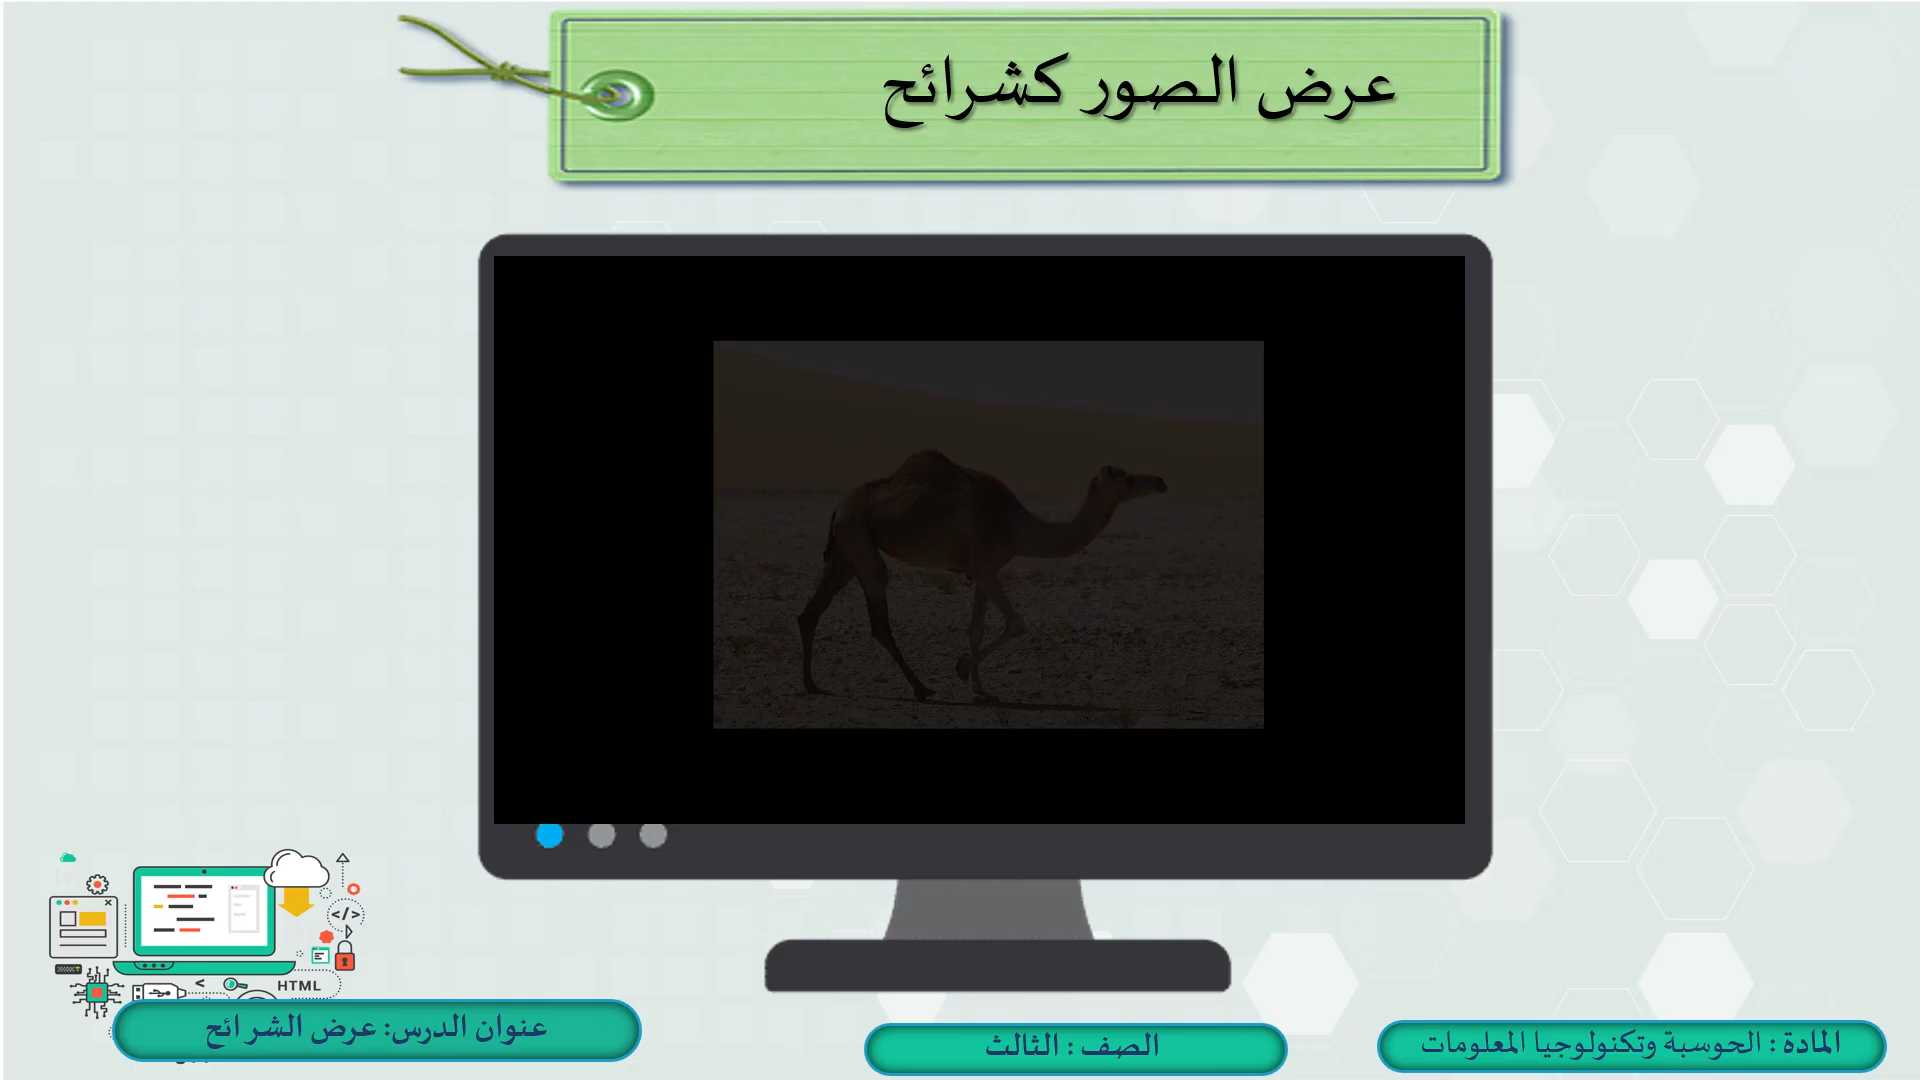 عرض الصور كشرائح
</>
HTML
<
المادة : الحوسبة وتكنولوجيا المعلومات
الصف : الثالث
عنوان الدرس: عرض الشرائح